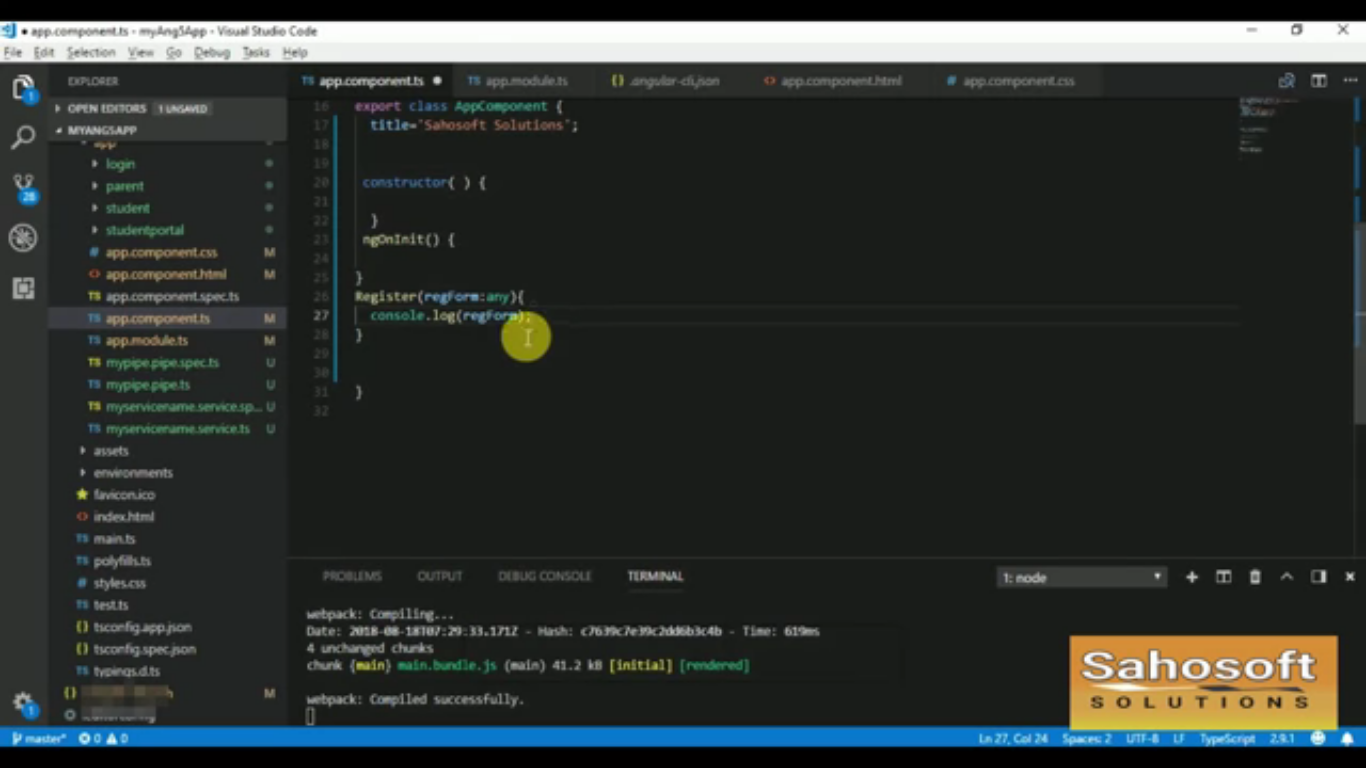 app.component.ts - myAng5App - Visual Studio Code
File Edit Selection View Go Debug Tasks Help
EXPLORER
OPEN EDITORS 1 UNSAVED
MYANG5APP
app
login
parent
student
studentportal
app.component.css M
app.component.html M
app.component.spec.ts
app.component.ts M
app.module.ts M
mypipe.pipe.spec.ts U
mypipe.pipe.ts U
myservicename.service.sp... U
myservicename.service.ts U
assets
environments
favicon.ico
index.html
main.ts
polyfills.ts
styles.css
test.ts
tsconfig.app.json
tsconfig.spec.json
typings.d.ts
M
app.component.ts app.module.ts .angular-cli.json app.component.html app.component.css
16 export class AppComponent {
17 title="Sahosoft Solutions";
18
19
20 constructor( ) {
21
22 }
23 ngOnInit() {
24
25 }
26 Register(regForm:any){
27 console.log(regForm);
28 }
29
30
31 }
32
PROBLEMS OUTPUT DEBUG CONSOLE TERMINAL 1: node
webpack: Compiling...
Date: 2018-08-18T07:29:33.171Z - Hash: c7639c7e39c2dd6b3c4b - Time: 619ms
4 unchanged chunks
chunk {main} main.bundle.js (main) 41.2 kB [initial] [rendered]
webpack: Compiled successfully.
Sahosoft
SOLUTIONS
master* 0 0 Ln 27, Col 24 Spaces: 2 UTF-8 LF TypeScript 2.9.1